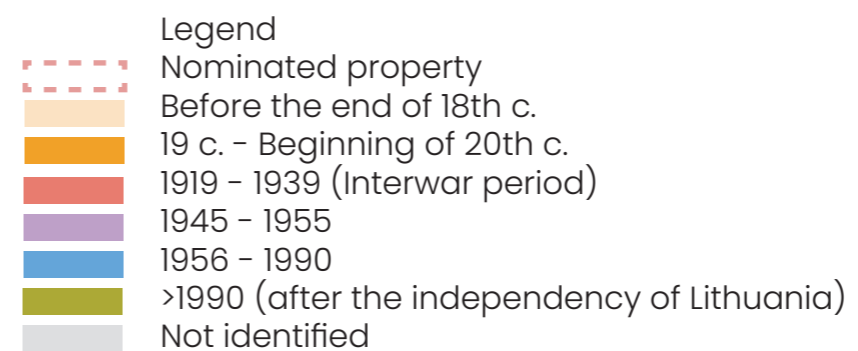 Legend
Nominated property
Before the end of 18th c.
19 c. - Beginning of 20th c.
1919 - 1939 (Interwar period)
1945 - 1955
1956 - 1990
>1990 (after the independency of Lithuania)
Not identified